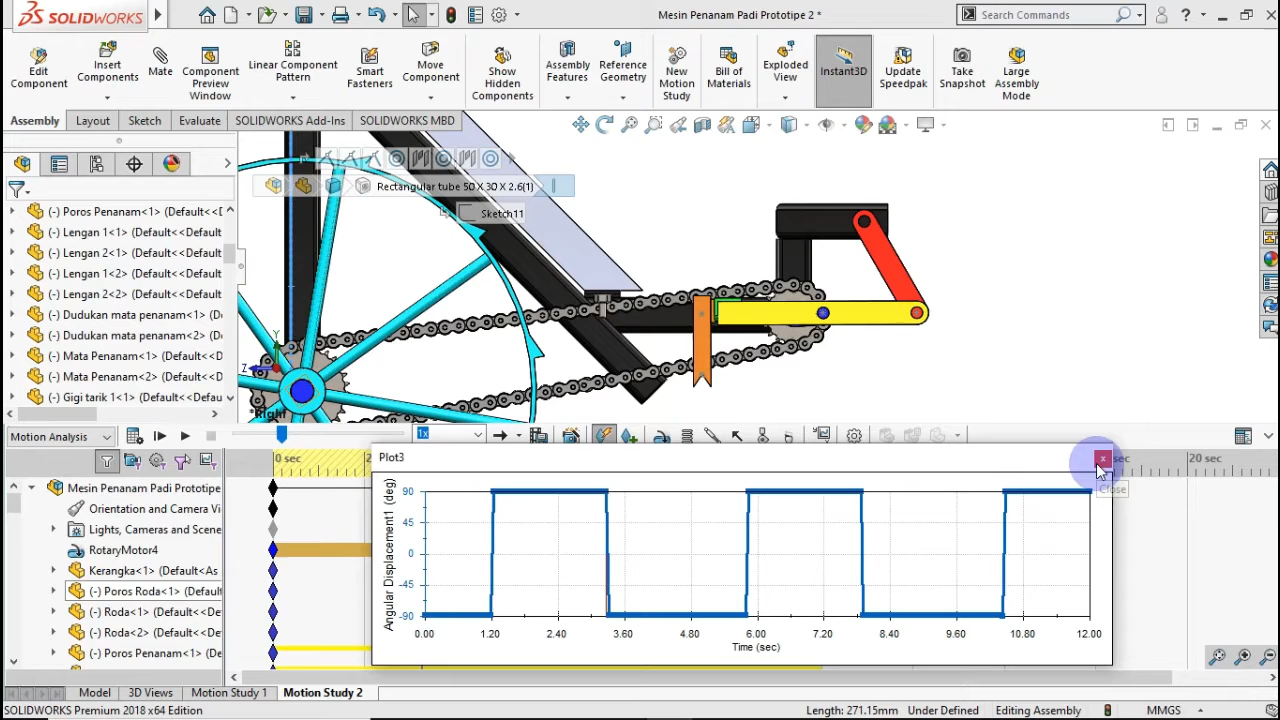 SOLIDWORKS
Mesin Penanam Padi Prototipe 2 *
Search Commands
?
Edit Component
Insert Components
Mate
Component Preview Window
Linear Component Pattern
Smart Fasteners
Move Component
Show Hidden Components
Assembly Features
Reference Geometry
New Motion Study
Bill of Materials
Exploded View
Instant3D
Update Speedpak
Take Snapshot
Large Assembly Mode
Assembly
Layout
Sketch
Evaluate
SOLIDWORKS Add-Ins
SOLIDWORKS MBD
Rectangular tube 50 X 30 X 2.6(1)
Sketch11
(-) Poros Penanam<1> (Default<<D
(-) Lengan 1<1> (Default<<Default
(-) Lengan 2<1> (Default<<Default
(-) Lengan 1<2> (Default<<Default
(-) Lengan 2<2> (Default<<Default
(-) Dudukan mata penanam<1> (
(-) Dudukan mata penanam<2> (
(-) Mata Penanam<1> (Default<<
(-) Mata Penanam<2> (Default<<
(-) Gigi tarik 1<1> (Default<<Def
Y
Z
*Right
Motion Analysis
1x
0 sec
2
sec
20 sec
Mesin Penanam Padi Prototipe
Orientation and Camera Vi
Lights, Cameras and Scene
RotaryMotor4
Kerangka<1> (Default<As
(-) Poros Roda<1> (Default
(-) Roda<1> (Default<<De
(-) Roda<2> (Default<<De
(-) Poros Penanam<1> (De
Plot3
Close
Angular Displacement1 (deg)
90
45
0
-45
-90
0.00 1.20 2.40 3.60 4.80 6.00 7.20 8.40 9.60 10.80 12.00
Time (sec)
Model
3D Views
Motion Study 1
Motion Study 2
SOLIDWORKS Premium 2018 x64 Edition
Length: 271.15mm
Under Defined
Editing Assembly
MMGS